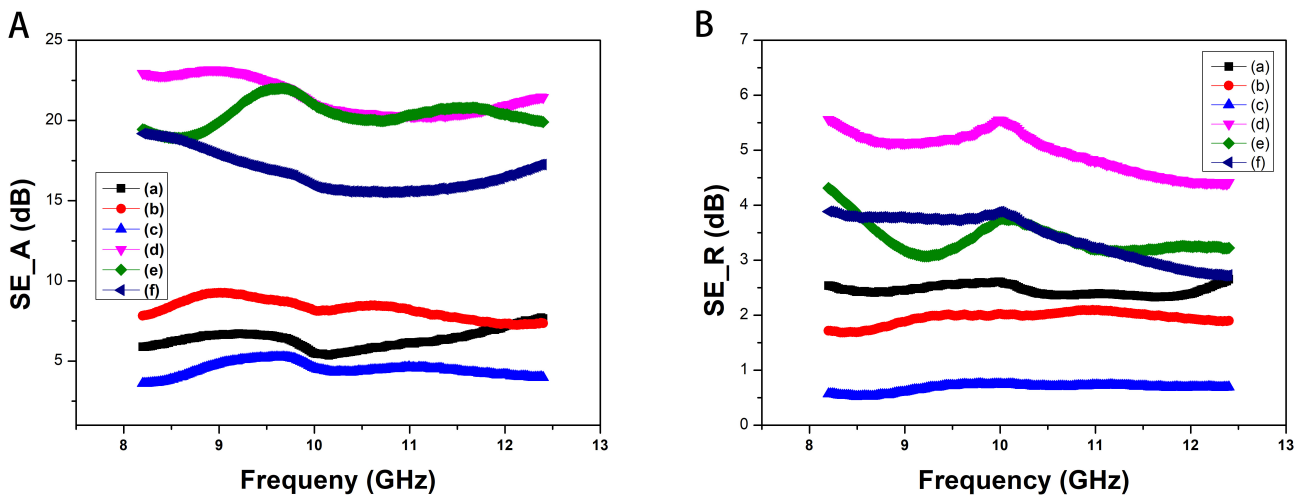 A
25
20
15
10
5
SE_A (dB)
(a)
(b)
(c)
(d)
(e)
(f)
8 9 10 11 12 13
Frequeny (GHz)
B
7
6
5
4
3
2
1
0
SE_R (dB)
(a)
(b)
(c)
(d)
(e)
(f)
8 9 10 11 12 13
Frequency (GHz)